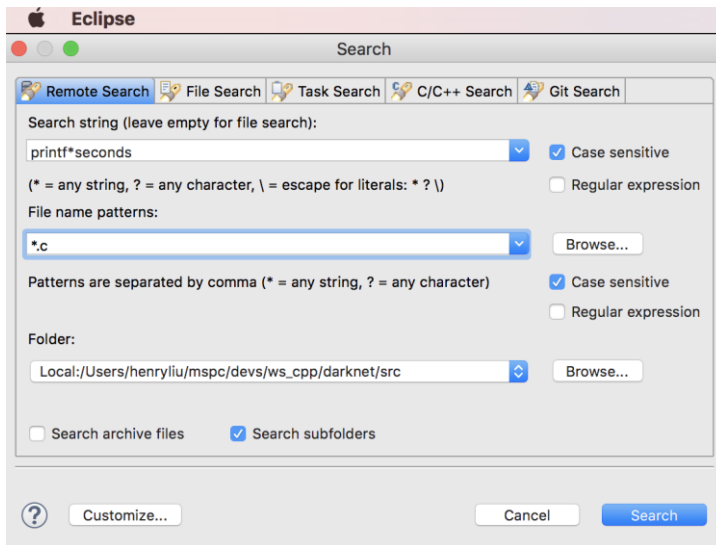 Eclipse
Search
Remote Search File Search Task Search C/C++ Search Git Search
Search string (leave empty for file search):
printf*seconds Case sensitive
(* = any string, ? = any character, \ = escape for literals: * ? \) Regular expression
File name patterns:
*.c Browse...
Patterns are separated by comma (* = any string, ? = any character) Case sensitive
Regular expression
Folder:
Local:/Users/henryliu/mspc/devs/ws_cpp/darknet/src Browse...
Search archive files Search subfolders
? Customize... Cancel Search